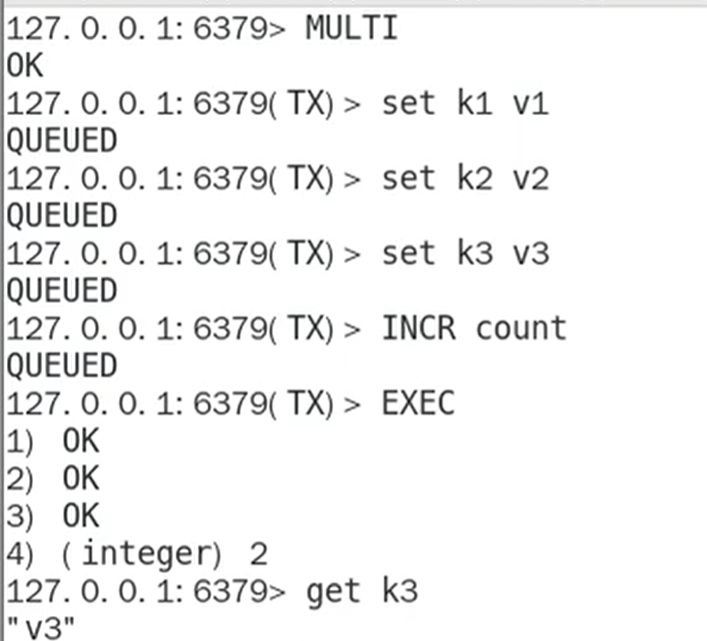 127.0.0.1:6379> MULTI
OK
127.0.0.1:6379(TX)> set k1 v1
QUEUED
127.0.0.1:6379(TX)> set k2 v2
QUEUED
127.0.0.1:6379(TX)> set k3 v3
QUEUED
127.0.0.1:6379(TX)> INCR count
QUEUED
127.0.0.1:6379(TX)> EXEC
1) OK
2) OK
3) OK
4) (integer) 2
127.0.0.1:6379> get k3
"v3"